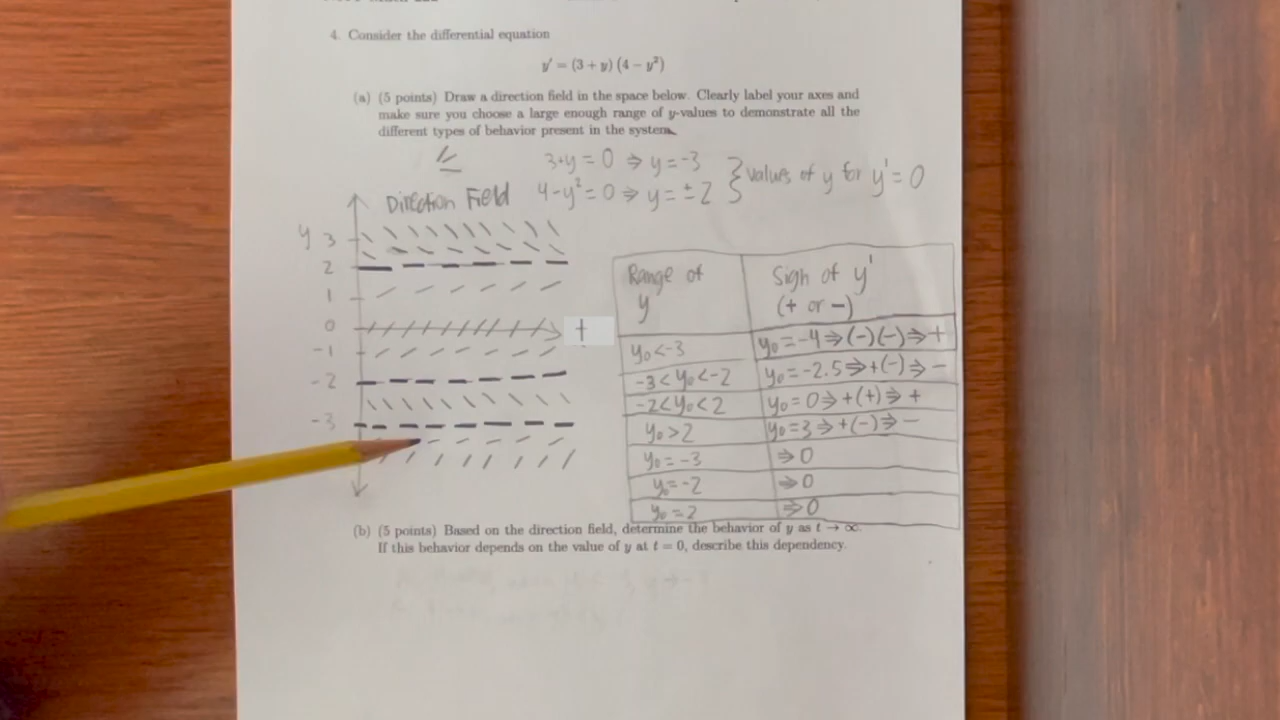 4. Consider the differential equation
y′ = (3 + y) (4 − y²)
(a) (5 points) Draw a direction field in the space below. Clearly label your axes and
make sure you choose a large enough range of y-values to demonstrate all the
different types of behavior present in the system.
3+y = 0 ⇒ y = -3
4-y² = 0 ⇒ y = ± 2
} values of y for y' = 0
Direction Field
y 3
2
1
0
-1
-2
-3
t
Range of y
Sigh of y' (+ or -)
y₀ < -3
y₀ = -4 ⇒ (-)(-) ⇒ +
-3 < y₀ < -2
y₀ = -2.5 ⇒ +(-) ⇒ -
-2 < y₀ < 2
y₀ = 0 ⇒ +(+) ⇒ +
y₀ > 2
y₀ = 3 ⇒ +(-) ⇒ -
y₀ = -3
⇒ 0
y₀ = -2
⇒ 0
y₀ = 2
⇒ 0
(b) (5 points) Based on the direction field, determine the behavior of y as t → ∞.
If this behavior depends on the value of y at t = 0, describe this dependency.